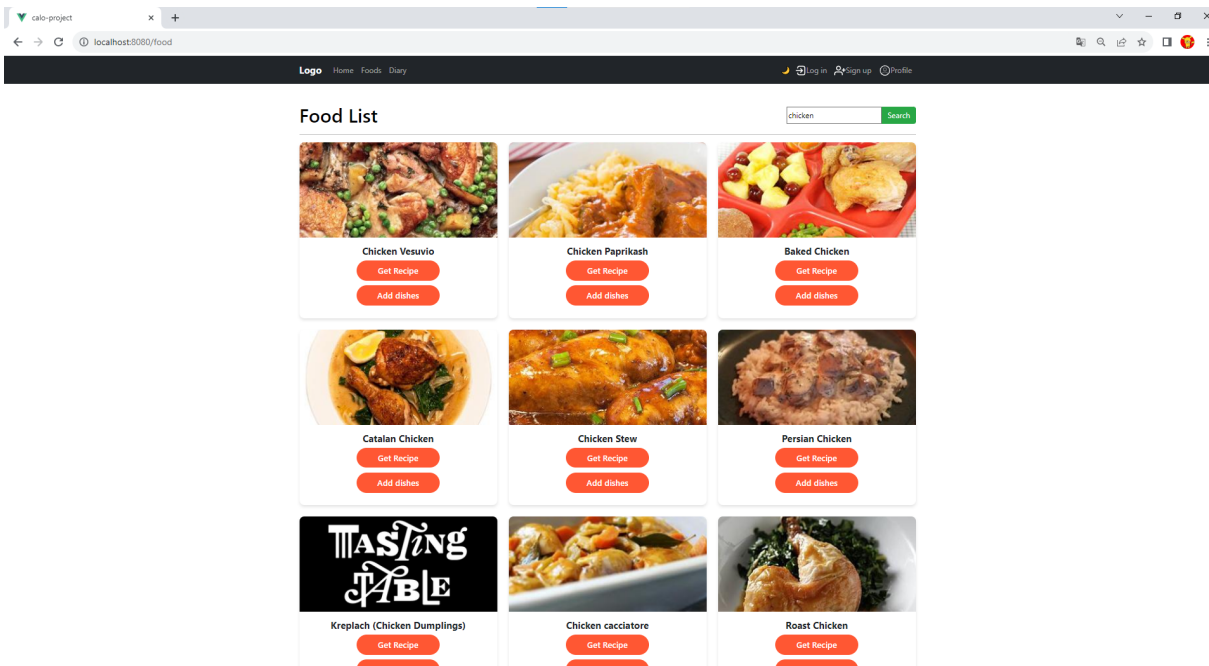 calo-project
localhost:8080/food
Logo Home Foods Diary Log in Sign up Profile
Food List chicken Search
Chicken Vesuvio Chicken Paprikash Baked Chicken
Get Recipe Get Recipe Get Recipe
Add dishes Add dishes Add dishes
Catalan Chicken Chicken Stew Persian Chicken
Get Recipe Get Recipe Get Recipe
Add dishes Add dishes Add dishes
TASTING
TABLE
Kreplach (Chicken Dumplings) Chicken cacciatore Roast Chicken
Get Recipe Get Recipe Get Recipe